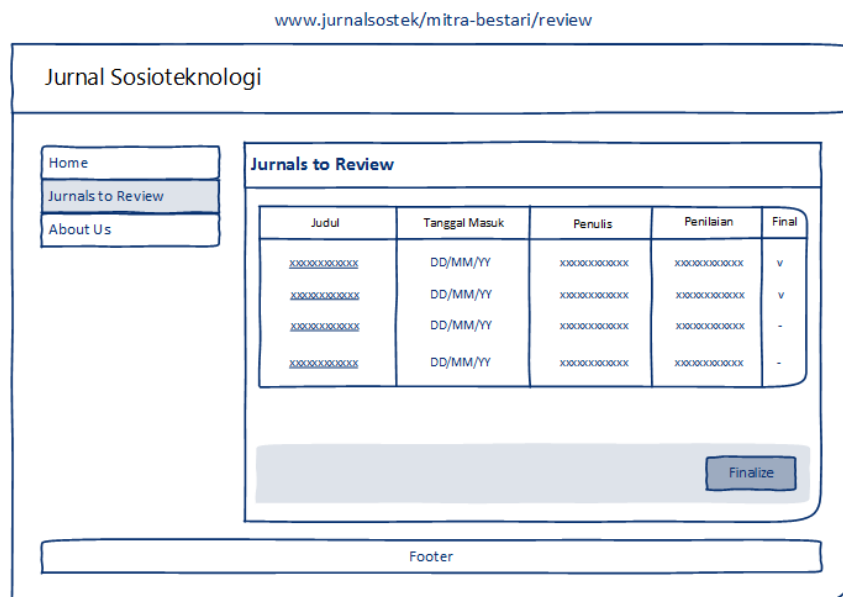 www.jurnalsostek/mitra-bestari/review
Jurnal Sosioteknologi
Home
Jurnals to Review
About Us
Jurnals to Review
Judul Tanggal Masuk Penulis Penilaian Final
xxxxxxxxxxxx DD/MM/YY xxxxxxxxxxxx xxxxxxxxxxxx v
xxxxxxxxxxxx DD/MM/YY xxxxxxxxxxxx xxxxxxxxxxxx v
xxxxxxxxxxxx DD/MM/YY xxxxxxxxxxxx xxxxxxxxxxxx -
xxxxxxxxxxxx DD/MM/YY xxxxxxxxxxxx xxxxxxxxxxxx -
Finalize
Footer